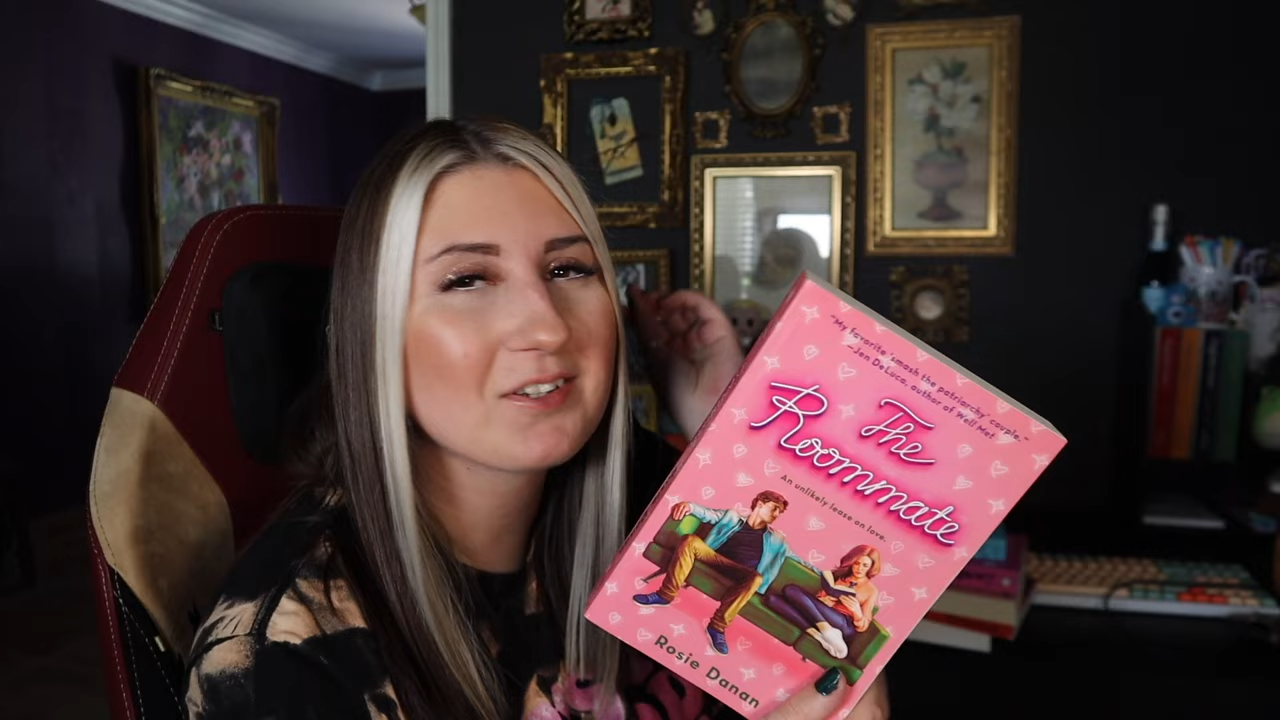 "My favorite 'smash the patriarchy' couple."
—Jen DeLuca, author of Well Met
The
Roommate
An unlikely lease on love.
Rosie Danan